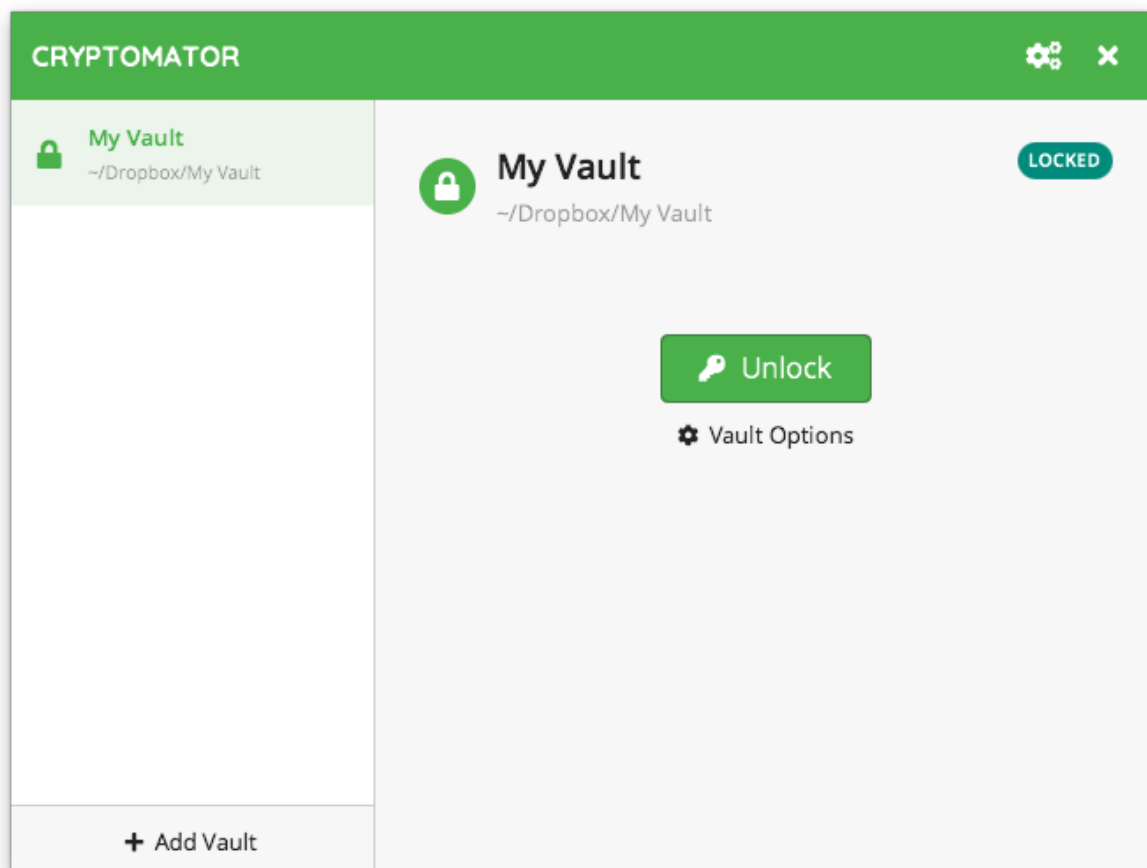 CRYPTOMATOR
My Vault
~/Dropbox/My Vault
My Vault
~/Dropbox/My Vault
LOCKED
Unlock
Vault Options
Add Vault